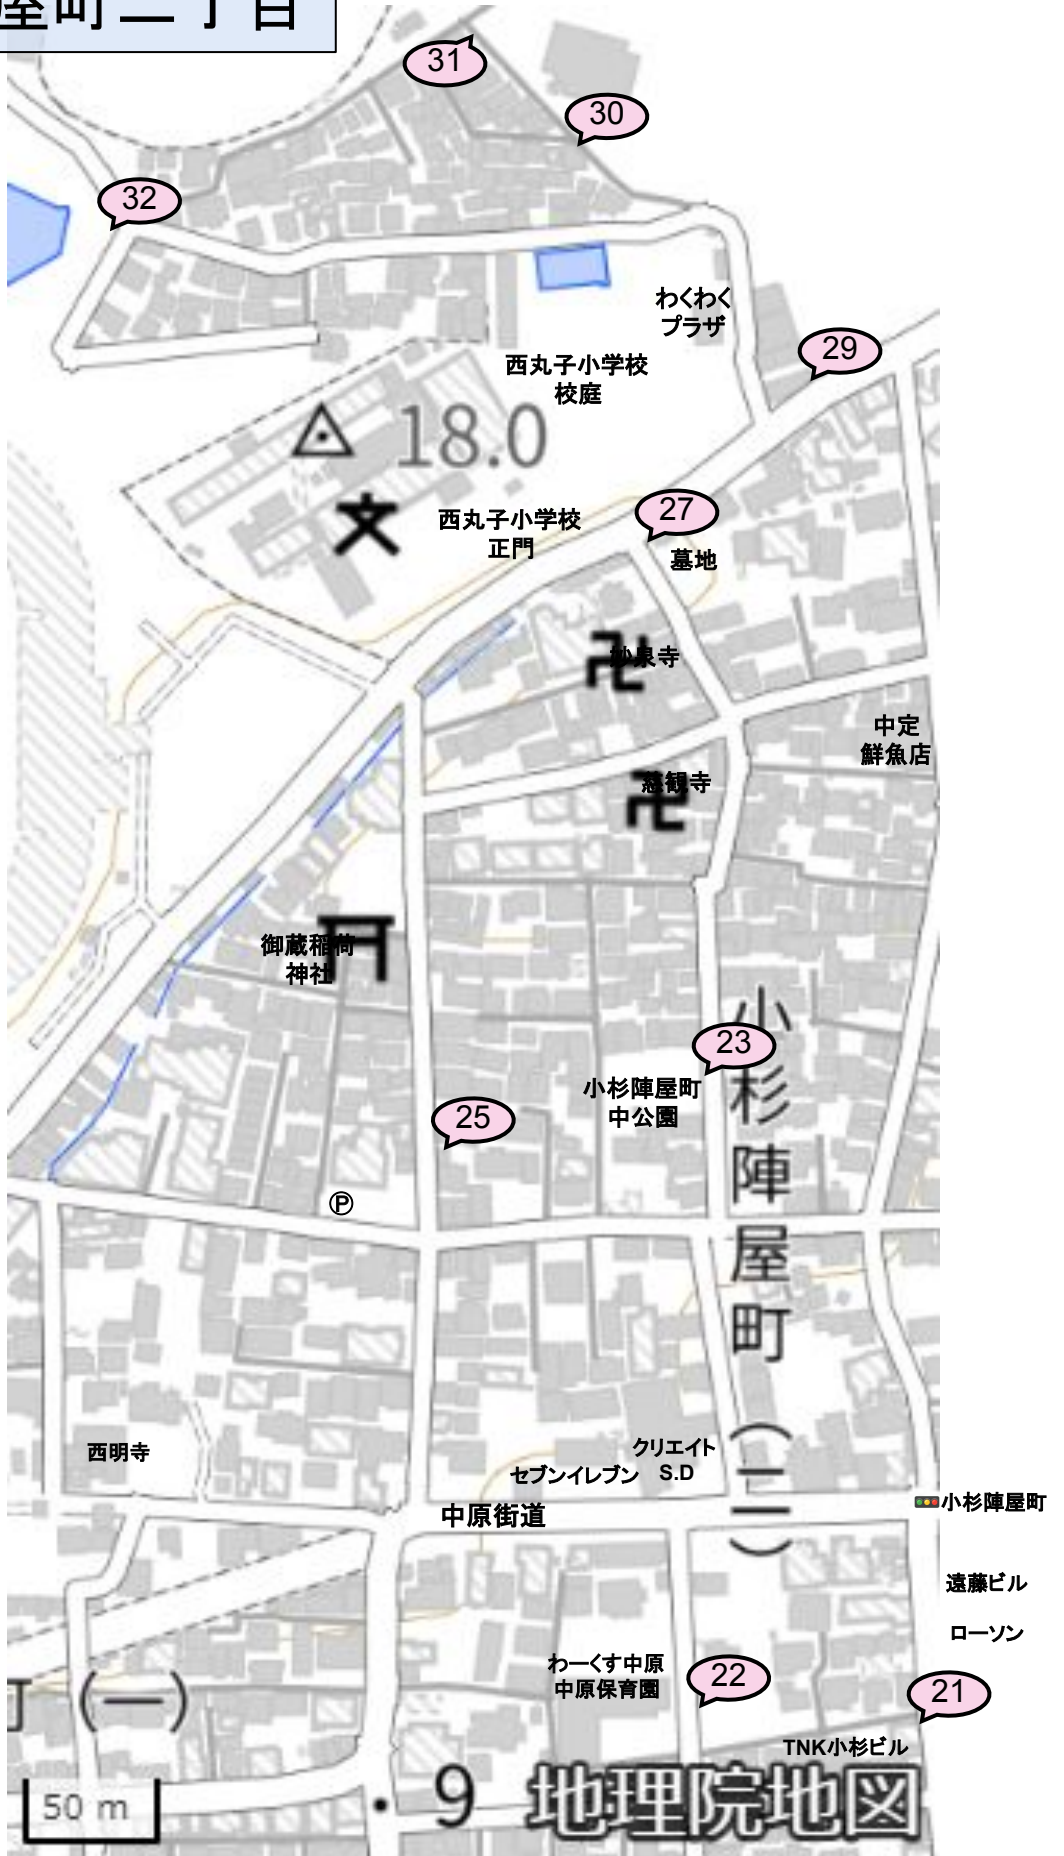 屋町二丁目
31
30
32
わくわく
プラザ
29
西丸子小学校
校庭
18.0
27
西丸子小学校
正門
墓地
妙泉寺
中定
鮮魚店
慈観寺
御蔵稲荷
神社
小杉陣屋町(二)
23
小杉陣屋町
中公園
25
Ⓟ
西明寺
クリエイト
S.D
セブンイレブン
中原街道
小杉陣屋町
遠藤ビル
ローソン
わーくす中原
中原保育園
22
21
町(一)
TNK小杉ビル
50 m
・9
地理院地図